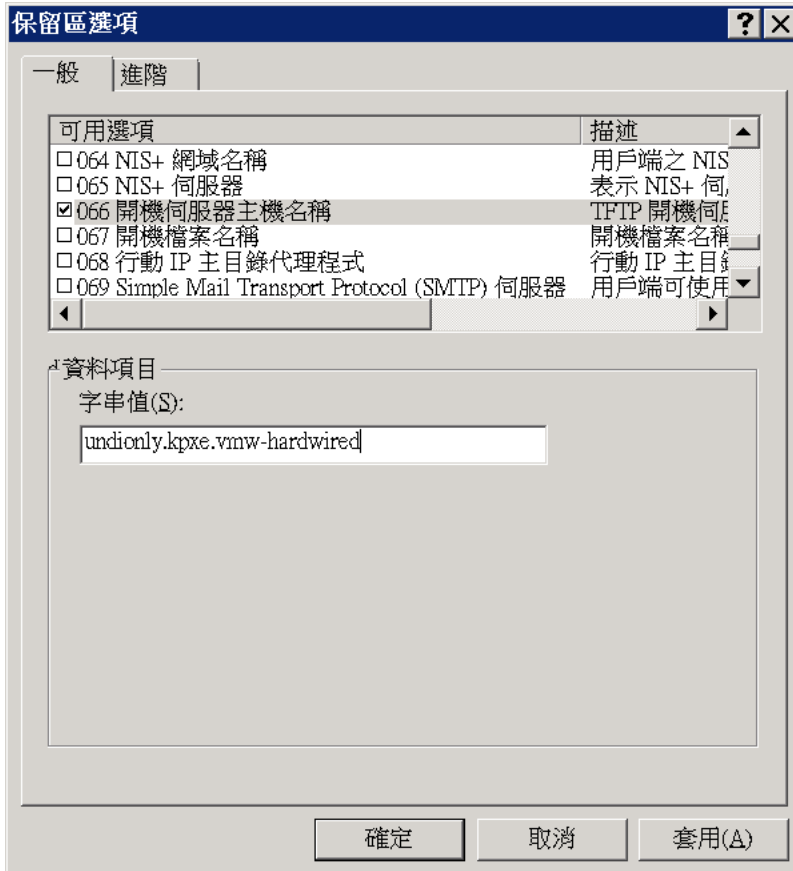 保留區選項
一般 進階
可用選項 描述
064 NIS+ 網域名稱 用戶端之 NIS
065 NIS+ 伺服器 表示 NIS+ 伺
066 開機伺服器主機名稱 TFTP 開機伺服
067 開機檔案名稱 開機檔案名稱
068 行動 IP 主目錄代理程式 行動 IP 主目錄
069 Simple Mail Transport Protocol (SMTP) 伺服器 用戶端可使用
資料項目
字串值(S):
undionly.kpxe.vmw-hardwired
確定 取消 套用(A)